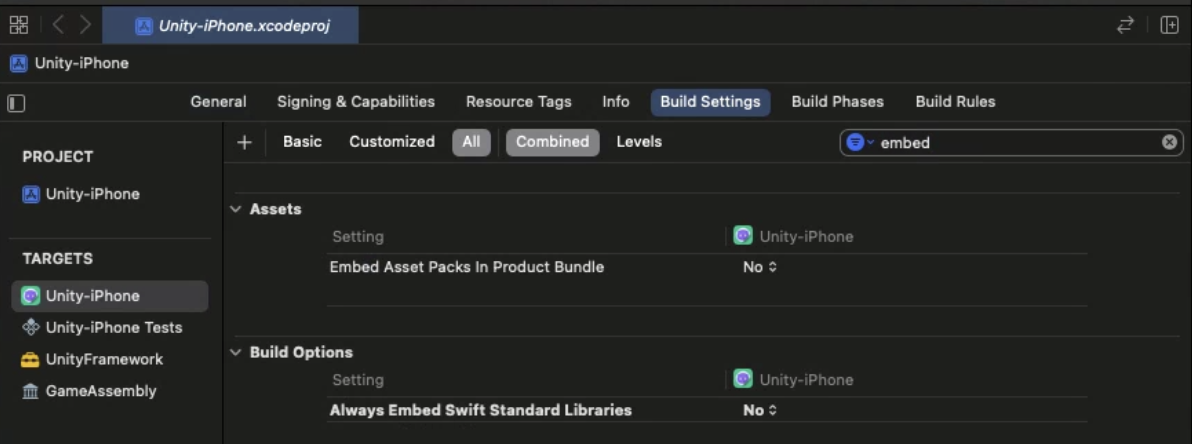 Unity-iPhone.xcodeproj
Unity-iPhone
General Signing & Capabilities Resource Tags Info Build Settings Build Phases Build Rules
PROJECT
Unity-iPhone
TARGETS
Unity-iPhone
Unity-iPhone Tests
UnityFramework
GameAssembly
+ Basic Customized All Combined Levels embed
Assets
Setting Unity-iPhone
Embed Asset Packs In Product Bundle No
Build Options
Setting Unity-iPhone
Always Embed Swift Standard Libraries No